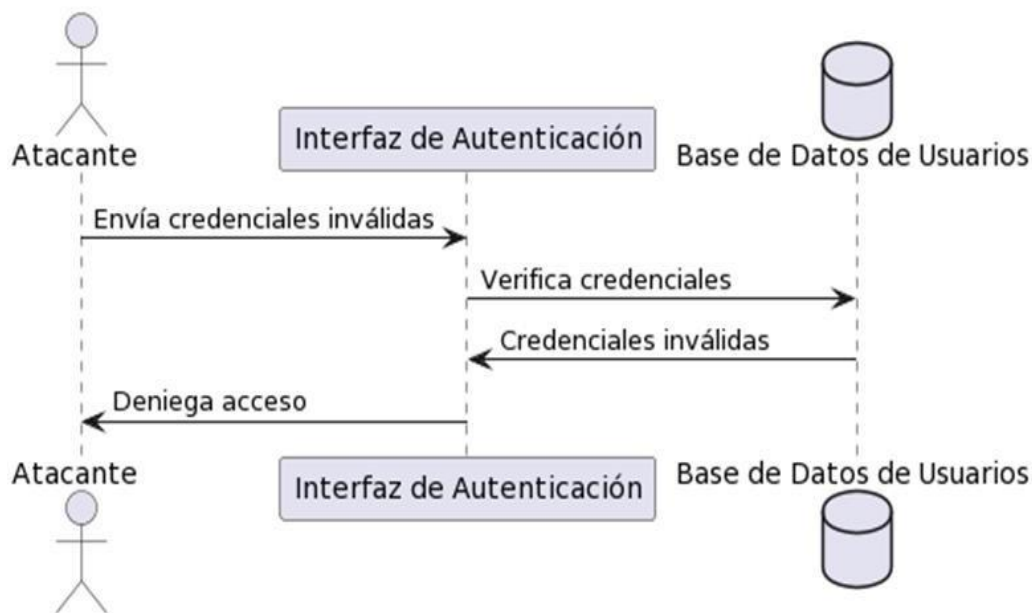 Atacante
Interfaz de Autenticación
Base de Datos de Usuarios
Envía credenciales inválidas
Verifica credenciales
Credenciales inválidas
Deniega acceso
Atacante
Interfaz de Autenticación
Base de Datos de Usuarios